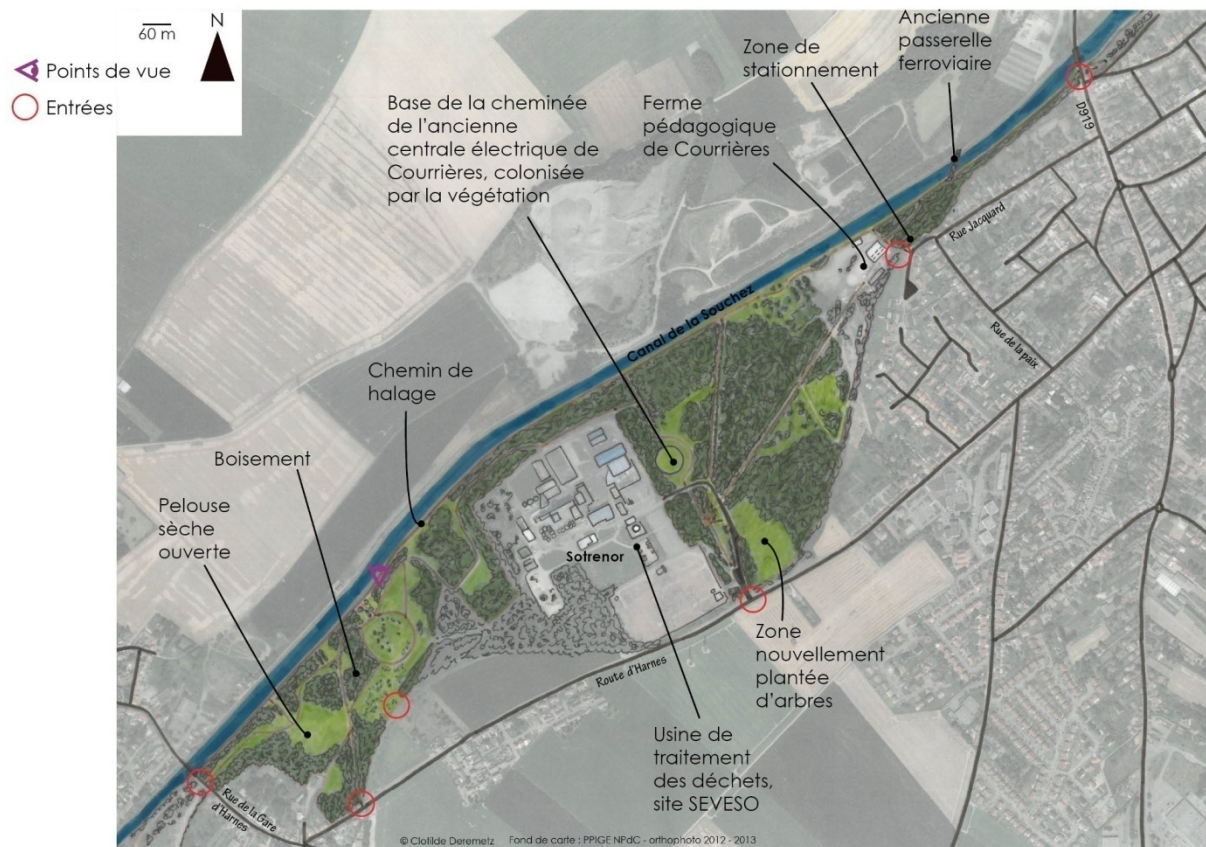 60 m
N
Points de vue
Entrées
Base de la cheminée
de l'ancienne
centrale électrique de
Courrières, colonisée
par la végétation
Zone de
stationnement
Ancienne
passerelle
ferroviaire
Ferme
pédagogique
de Courrières
D919
Rue Jacquard
Rue de la paix
Canal de la Souchez
Chemin de
halage
Boisement
Pelouse
sèche
ouverte
Sotrenor
Route d'Harnes
Zone
nouvellement
plantée
d'arbres
Usine de
traitement
des déchets,
site SEVESO
Rue de la Gare
d'Harnes
© Clotilde Deremetz Fond de carte : PPIGE NPdC - orthophoto 2012 - 2013